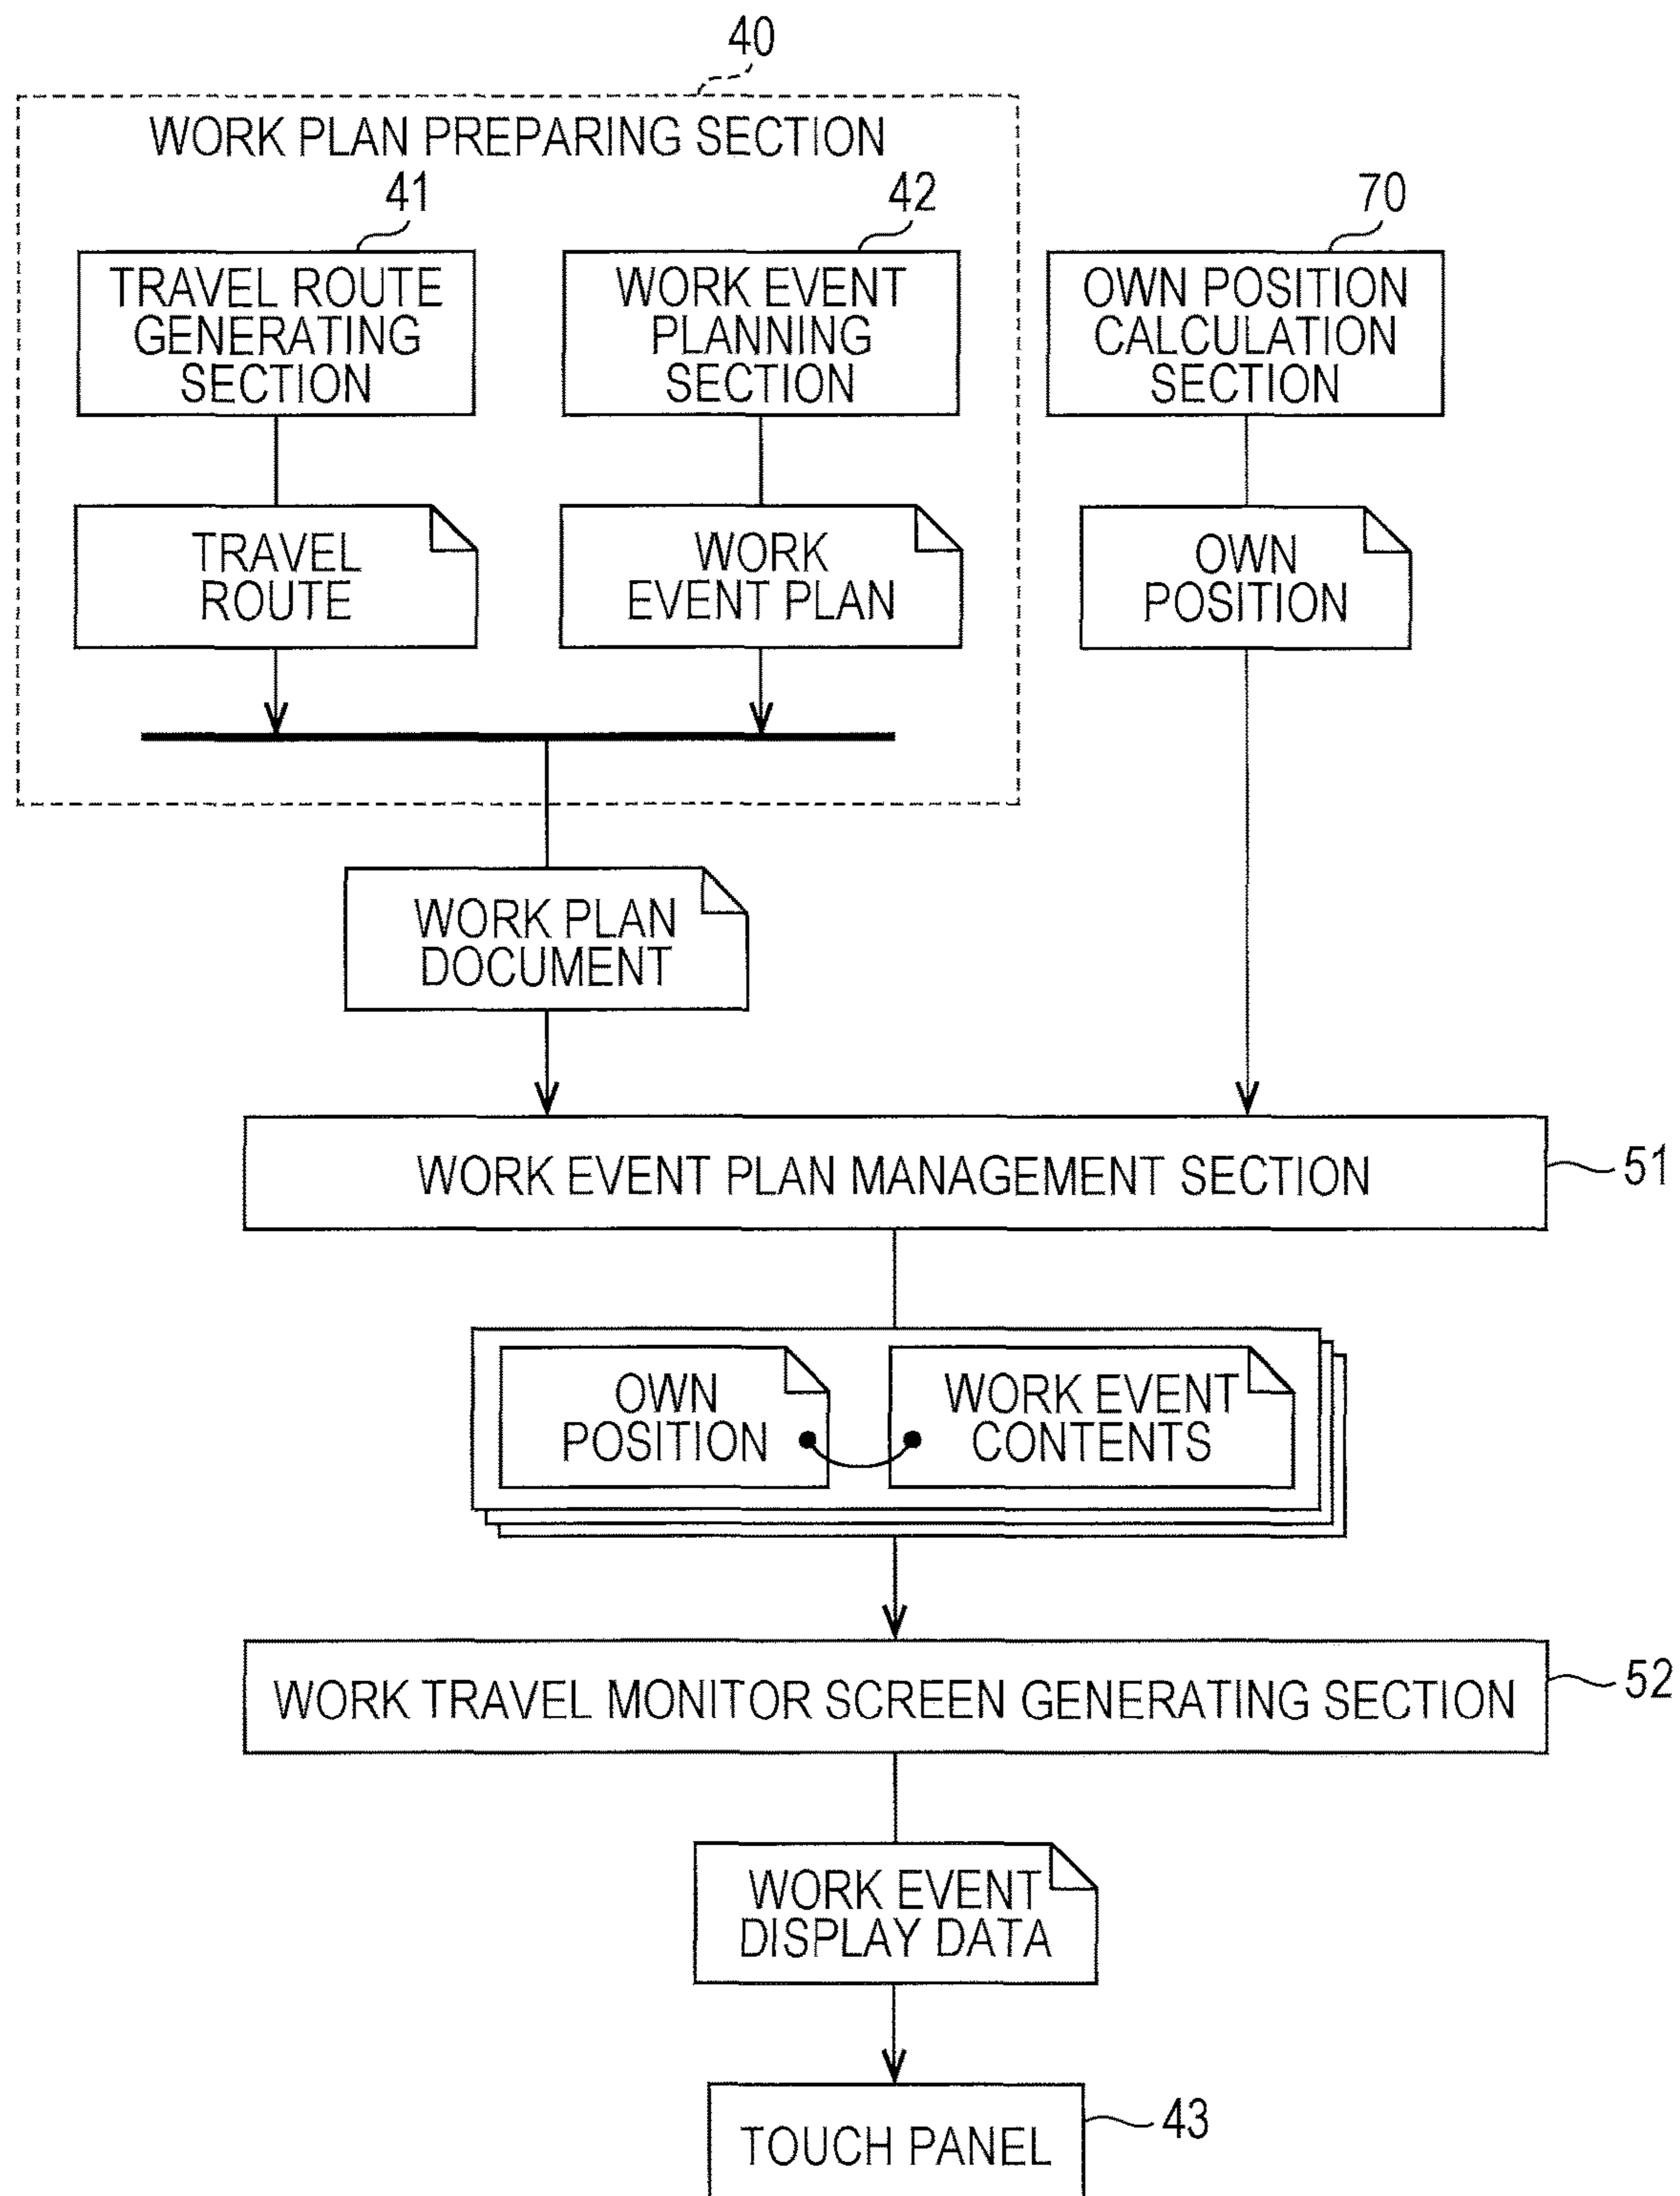 40
WORK PLAN PREPARING SECTION
41
42
70
TRAVEL ROUTE
GENERATING
SECTION
WORK EVENT
PLANNING
SECTION
OWN POSITION
CALCULATION
SECTION
TRAVEL
ROUTE
WORK
EVENT PLAN
OWN
POSITION
WORK PLAN
DOCUMENT
WORK EVENT PLAN MANAGEMENT SECTION
51
OWN
POSITION
WORK EVENT
CONTENTS
WORK TRAVEL MONITOR SCREEN GENERATING SECTION
52
WORK EVENT
DISPLAY DATA
TOUCH PANEL
43